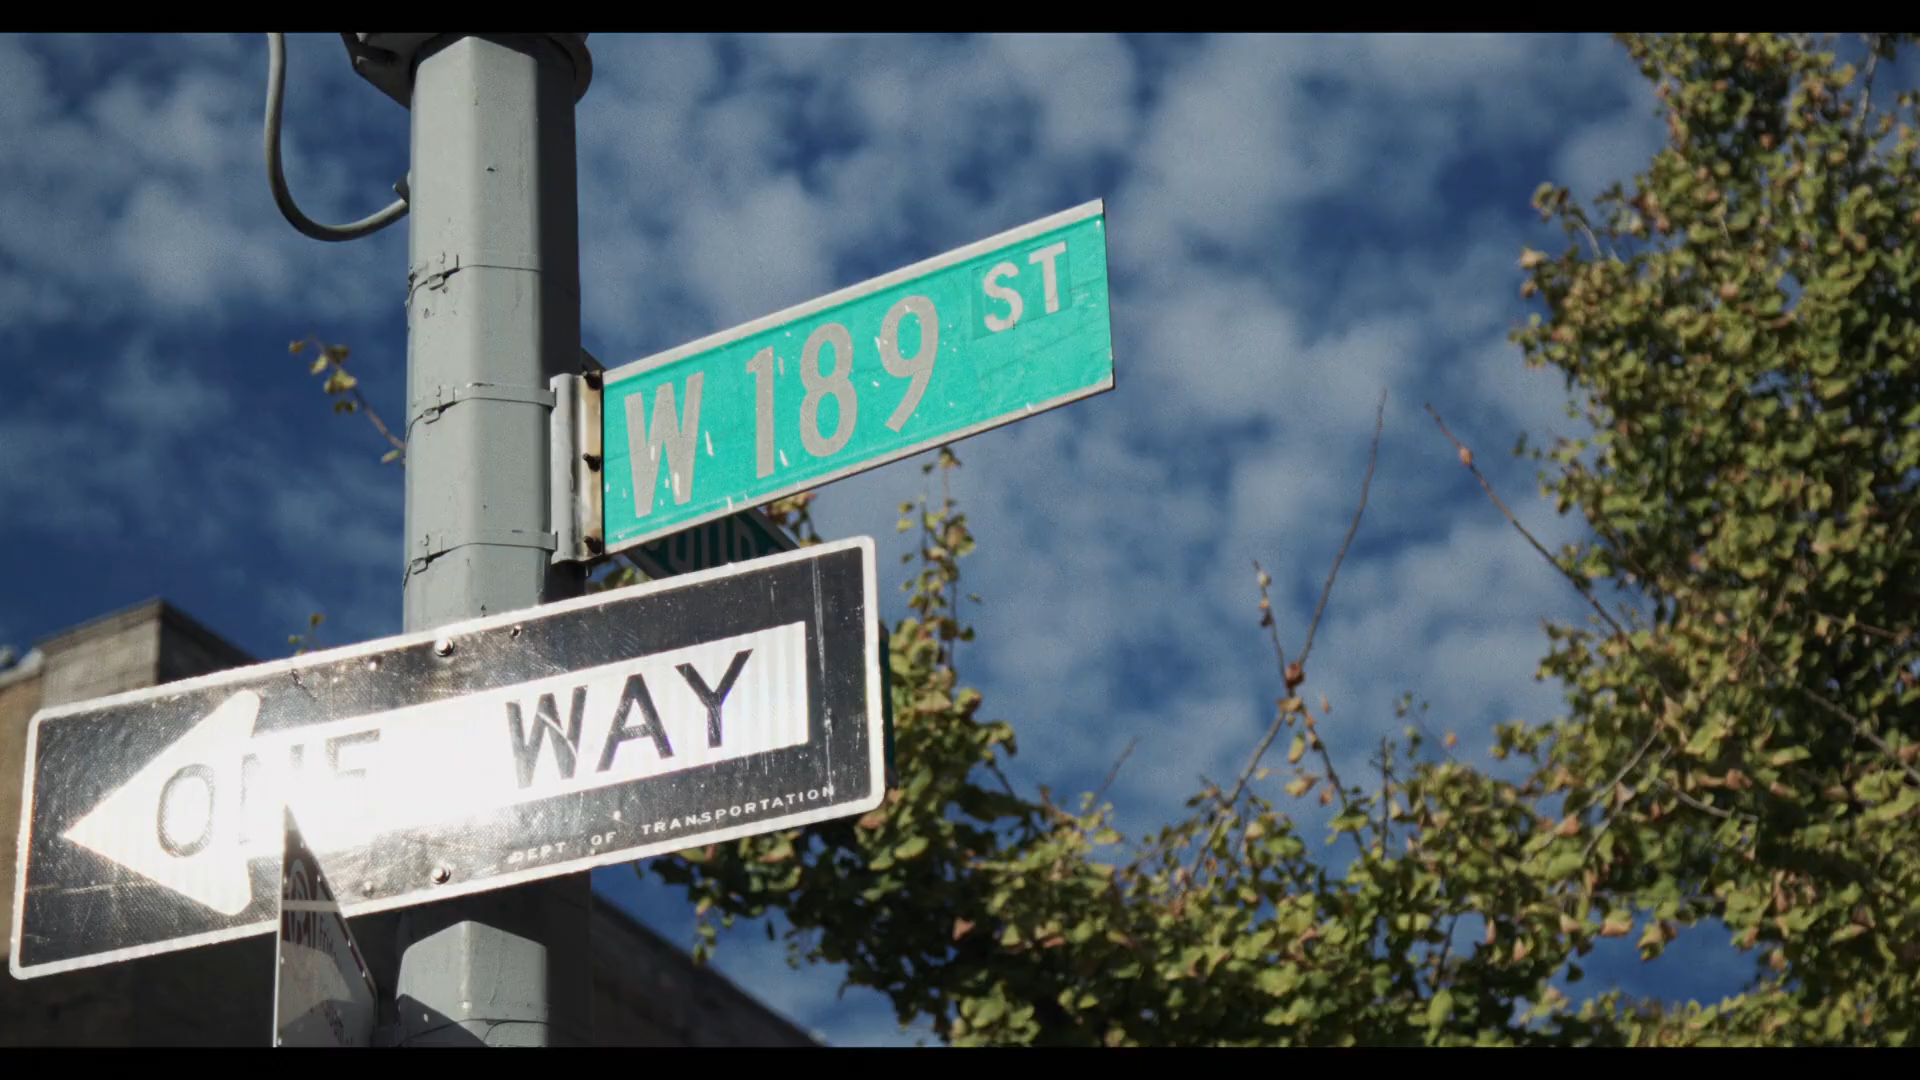 W 189 ST
ONE WAY
DEPT OF TRANSPORTATION